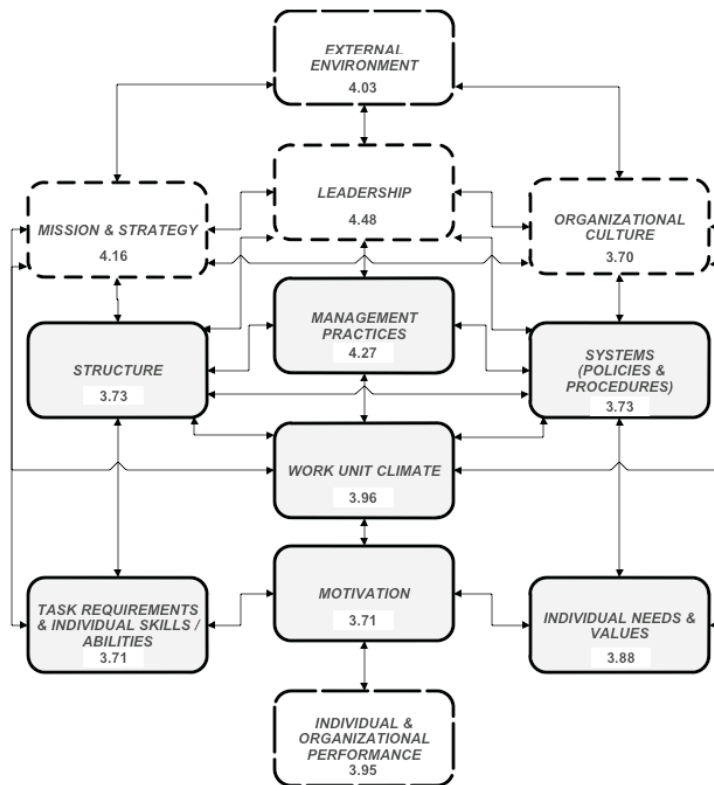 EXTERNAL
ENVIRONMENT
4.03
LEADERSHIP
4.48
MISSION & STRATEGY
4.16
ORGANIZATIONAL
CULTURE
3.70
MANAGEMENT
PRACTICES
4.27
STRUCTURE
3.73
SYSTEMS
(POLICIES &
PROCEDURES)
3.73
WORK UNIT CLIMATE
3.96
MOTIVATION
3.71
TASK REQUIREMENTS
& INDIVIDUAL SKILLS /
ABILITIES
3.71
INDIVIDUAL NEEDS &
VALUES
3.88
INDIVIDUAL &
ORGANIZATIONAL
PERFORMANCE
3.95